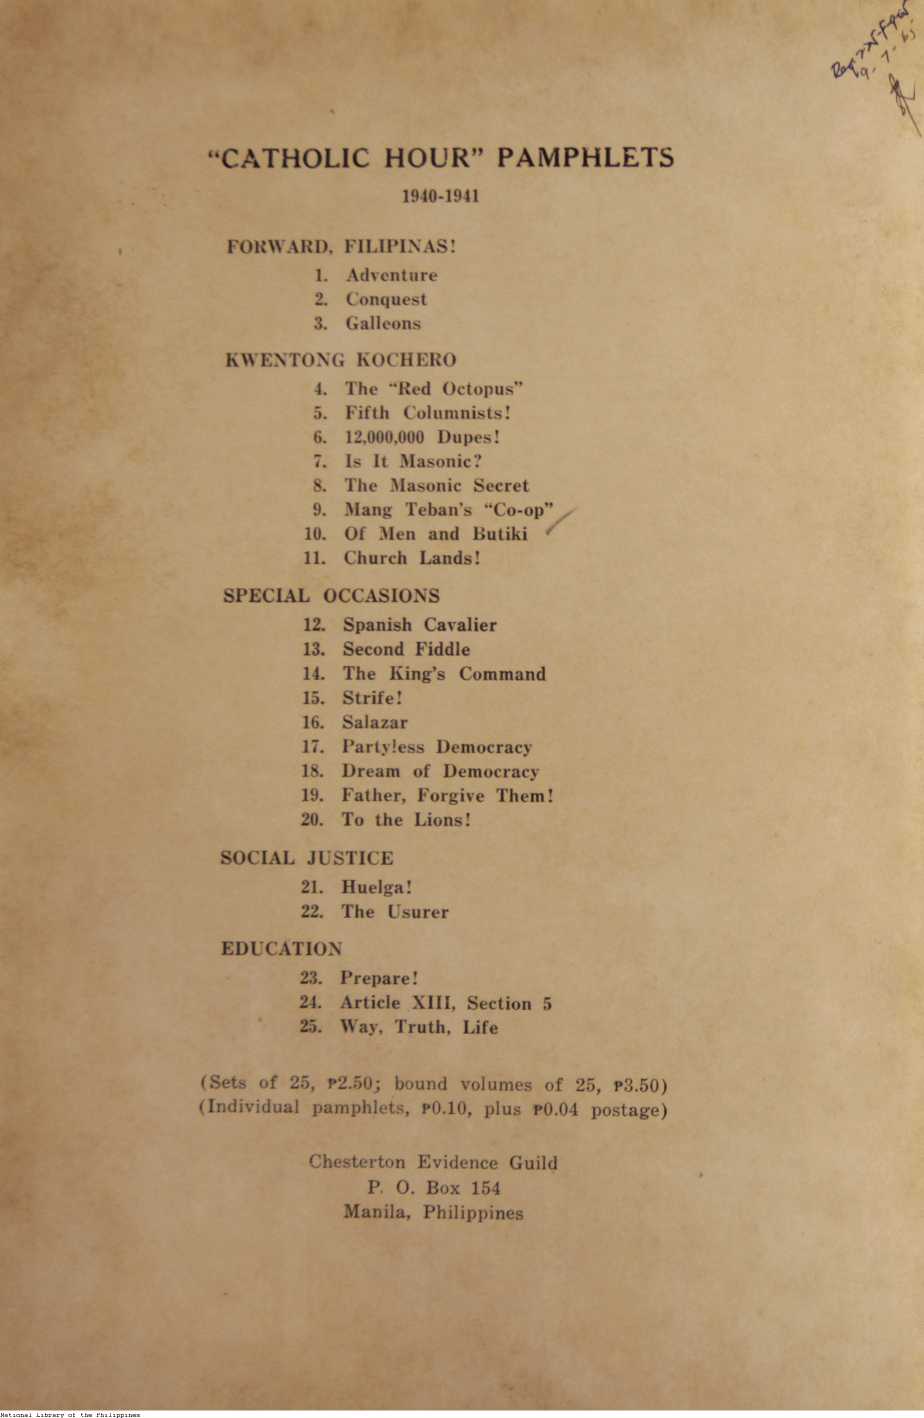 "CATHOLIC HOUR" PAMPHLETS
1940-1941
FORWARD, FILIPINAS!
1. Adventure
2. Conquest
3. Galleons
KWENTONG KOCHERO
4. The "Red Octopus"
5. Fifth Columnists!
6. 12,000,000 Dupes!
7. Is It Masonic?
8. The Masonic Secret
9. Mang Teban's "Co-op"
10. Of Men and Butiki
11. Church Lands!
SPECIAL OCCASIONS
12. Spanish Cavalier
13. Second Fiddle
14. The King's Command
15. Strife!
16. Salazar
17. Partyless Democracy
18. Dream of Democracy
19. Father, Forgive Them!
20. To the Lions!
SOCIAL JUSTICE
21. Huelga!
22. The Usurer
EDUCATION
23. Prepare!
24. Article XIII, Section 5
25. Way, Truth, Life
(Sets of 25, ₱2.50; bound volumes of 25, ₱3.50)
(Individual pamphlets, ₱0.10, plus ₱0.04 postage)
Chesterton Evidence Guild
P. O. Box 154
Manila, Philippines
National Library of the Philippines